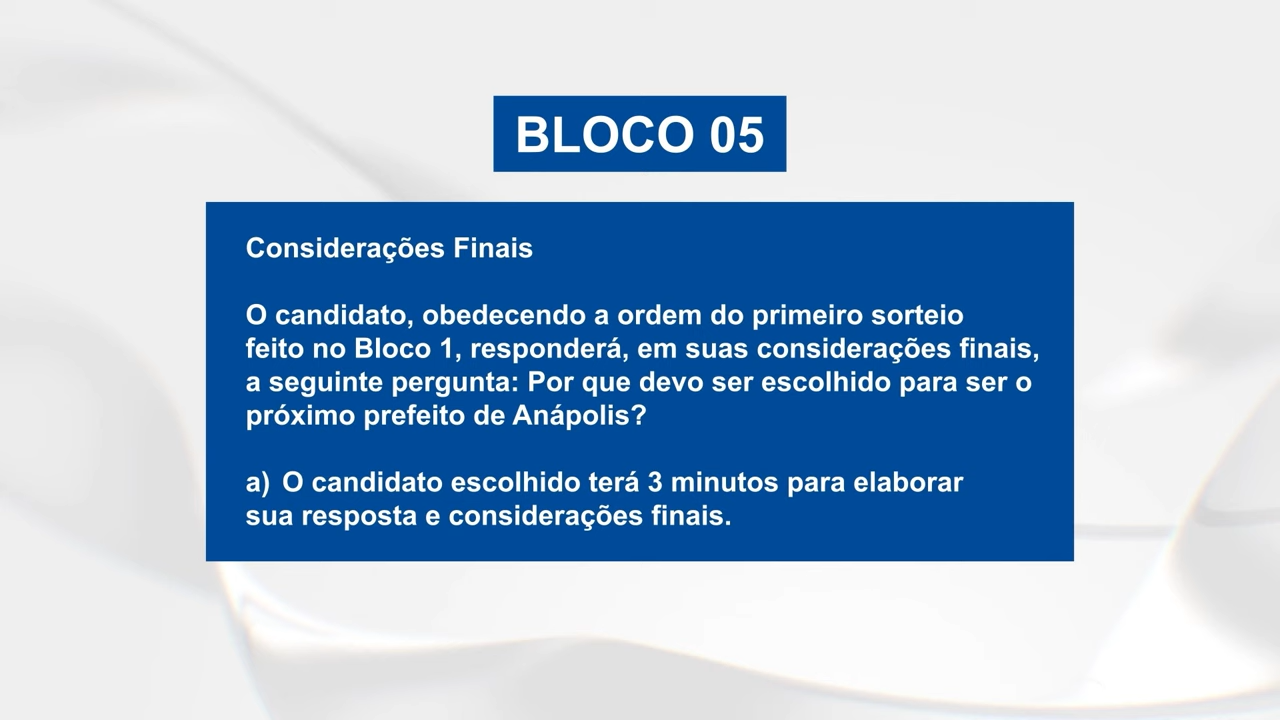 BLOCO 05
Considerações Finais
O candidato, obedecendo a ordem do primeiro sorteio
feito no Bloco 1, responderá, em suas considerações finais,
a seguinte pergunta: Por que devo ser escolhido para ser o
próximo prefeito de Anápolis?
a) O candidato escolhido terá 3 minutos para elaborar
sua resposta e considerações finais.